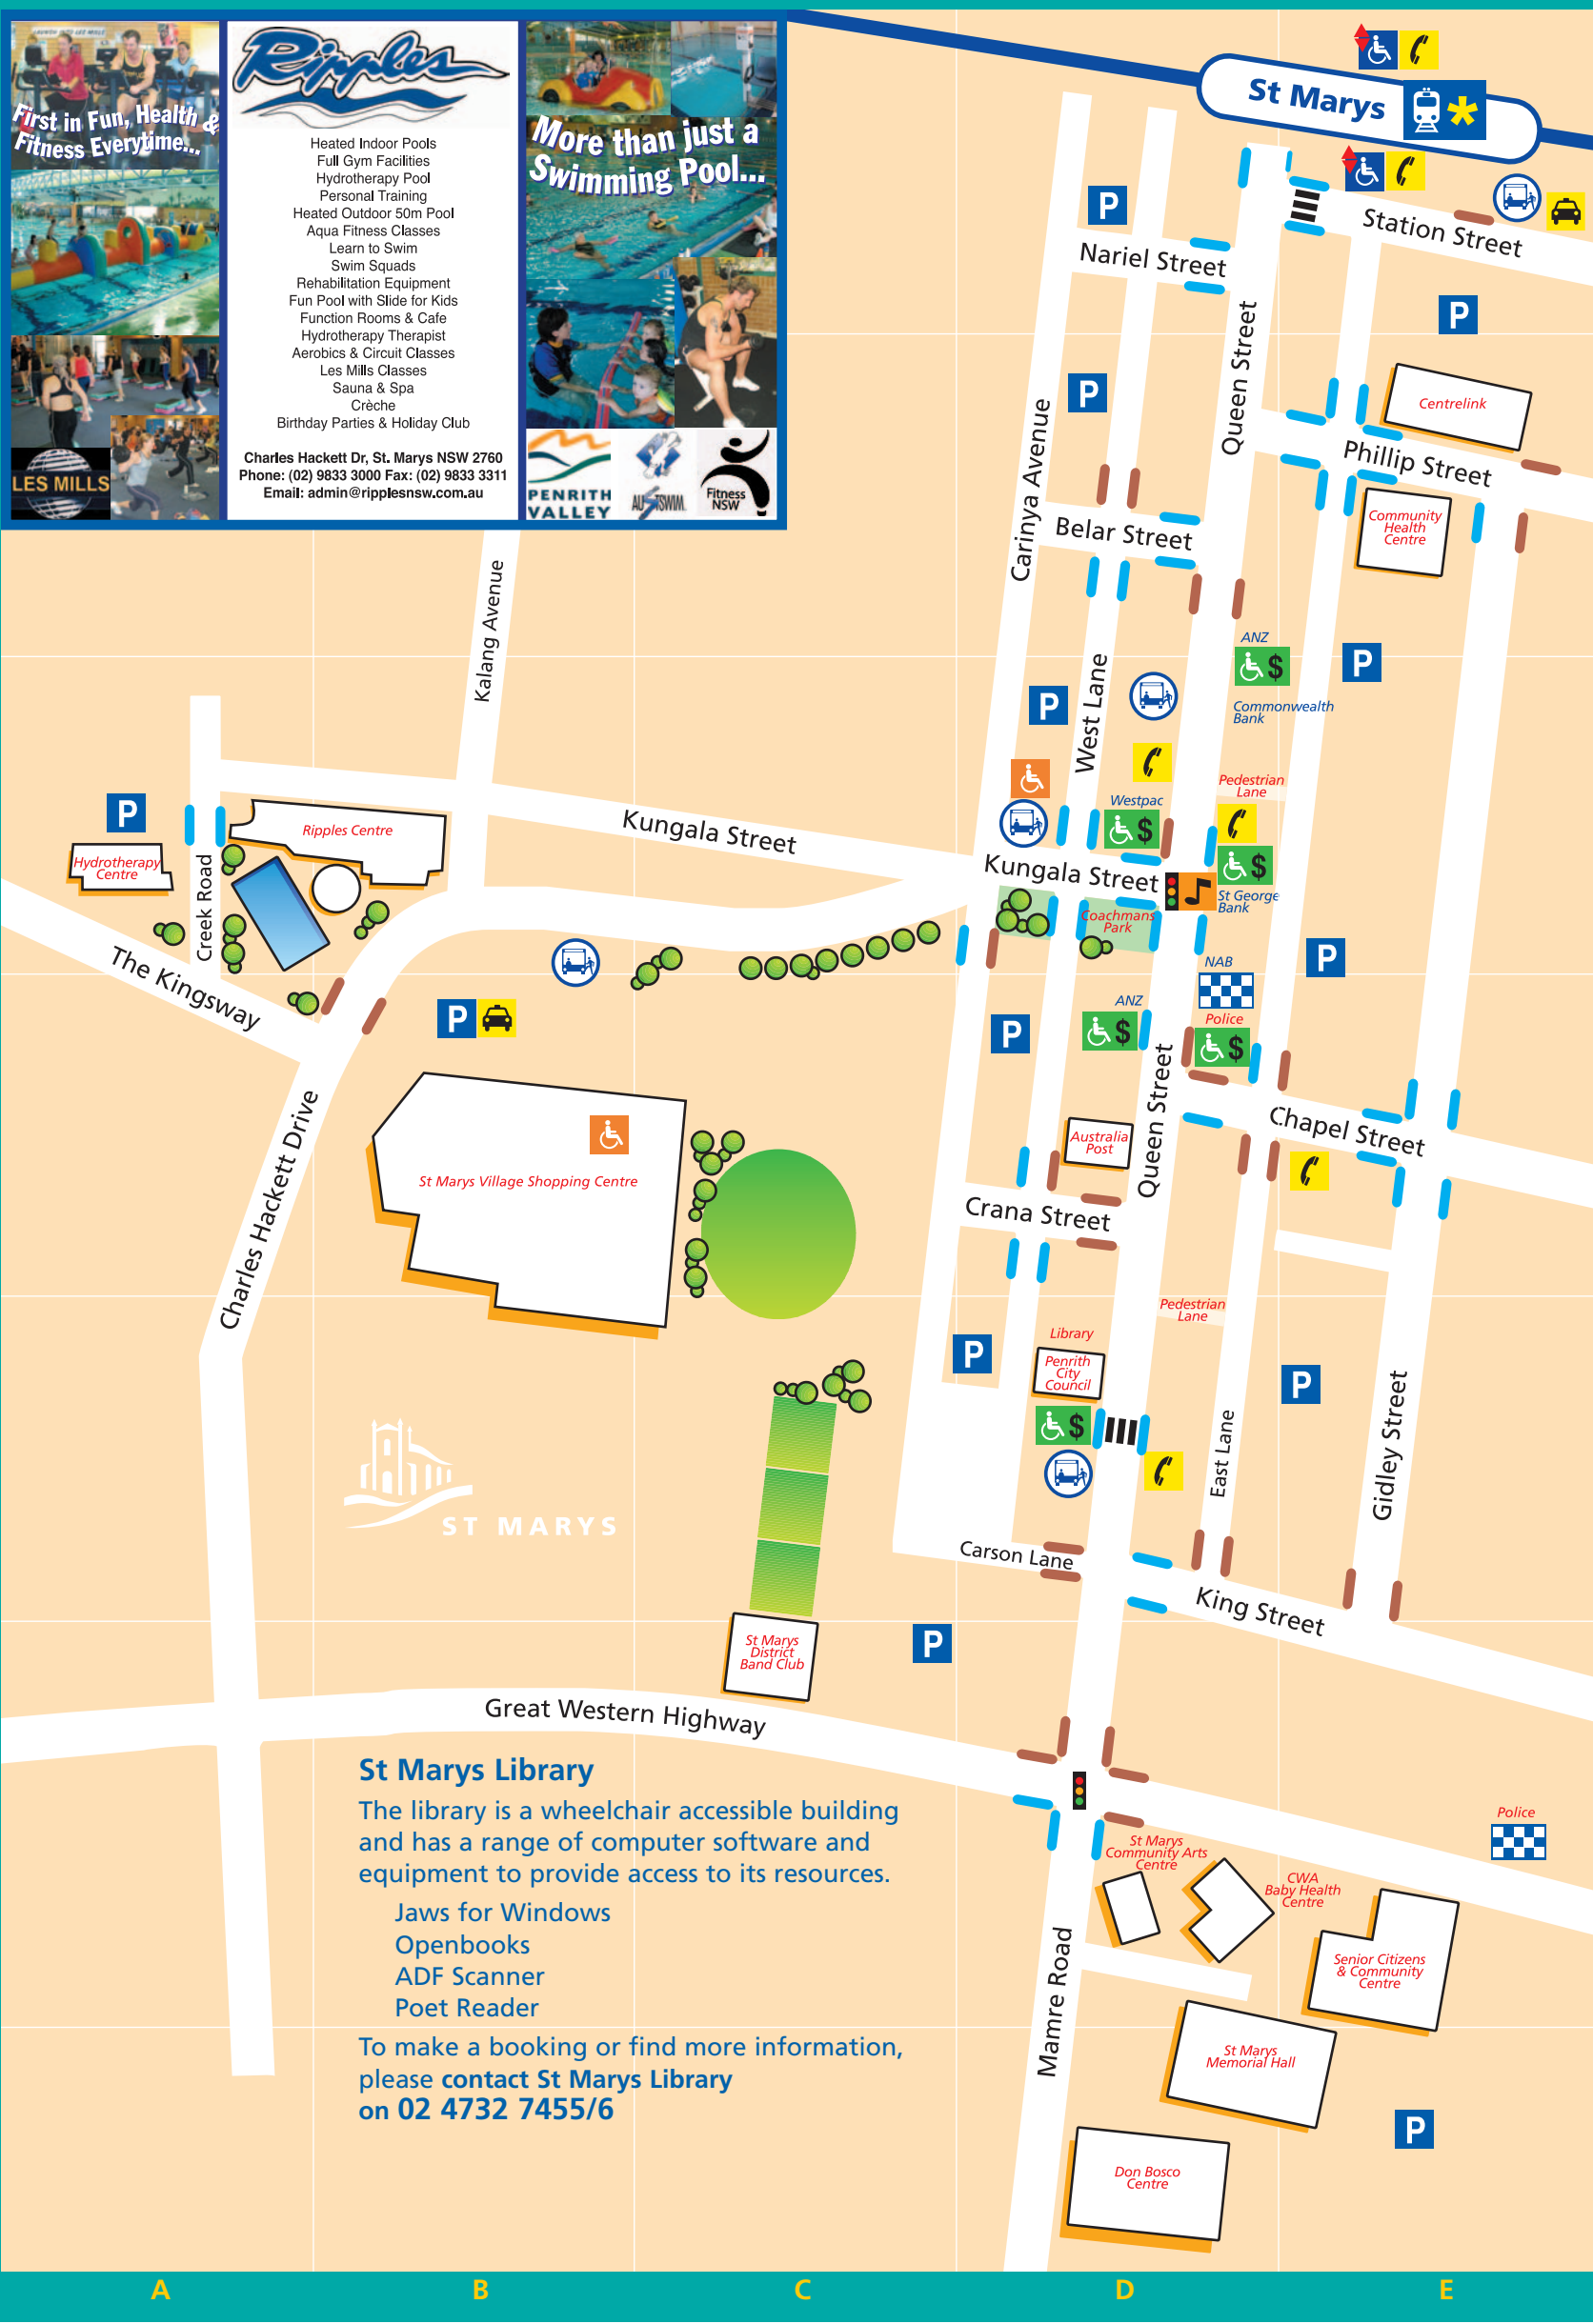 LAUNCH INTO LES MILLS
First in Fun, Health &
Fitness Everytime...
LES MILLS
Ripples
Heated Indoor Pools
Full Gym Facilities
Hydrotherapy Pool
Personal Training
Heated Outdoor 50m Pool
Aqua Fitness Classes
Learn to Swim
Swim Squads
Rehabilitation Equipment
Fun Pool with Slide for Kids
Function Rooms & Cafe
Hydrotherapy Therapist
Aerobics & Circuit Classes
Les Mills Classes
Sauna & Spa
Crèche
Birthday Parties & Holiday Club
Charles Hackett Dr, St. Marys NSW 2760
Phone: (02) 9833 3000 Fax: (02) 9833 3311
Email: admin@ripplesnsw.com.au
More than just a
Swimming Pool...
PENRITH
VALLEY
AUSTSWIM
Fitness
NSW
St Marys
P
Station Street
Nariel Street
P
Queen Street
P
Centrelink
Carinya Avenue
Phillip Street
Community
Health
Centre
Belar Street
Kalang Avenue
ANZ
$
P
West Lane
P
Commonwealth
Bank
Pedestrian
Lane
Westpac
$
P
Ripples Centre
Kungala Street
Hydrotherapy
Centre
Creek Road
Kungala Street
$
St George
Bank
Coachmans
Park
The Kingsway
NAB
P
P
ANZ
$
P
Police
$
Charles Hackett Drive
Queen Street
Chapel Street
Australia
Post
St Marys Village Shopping Centre
Crana Street
Pedestrian
Lane
Library
P
Penrith
City
Council
P
$
East Lane
Gidley Street
ST MARYS
Carson Lane
King Street
St Marys
District
Band Club
P
Great Western Highway
St Marys Library
The library is a wheelchair accessible building
and has a range of computer software and
equipment to provide access to its resources.
Jaws for Windows
Openbooks
ADF Scanner
Poet Reader
To make a booking or find more information,
please contact St Marys Library
on 02 4732 7455/6
Police
St Marys
Community Arts
Centre
CWA
Baby Health
Centre
Mamre Road
Senior Citizens
& Community
Centre
St Marys
Memorial Hall
P
Don Bosco
Centre
A B C D E